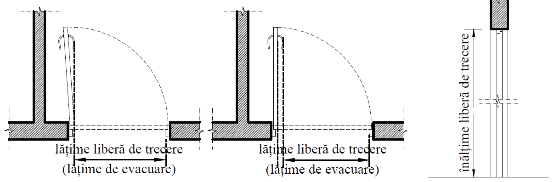 lățime liberă de trecere
(lățime de evacuare)
lățime liberă de trecere
(lățime de evacuare)
înălțime liberă de trecere